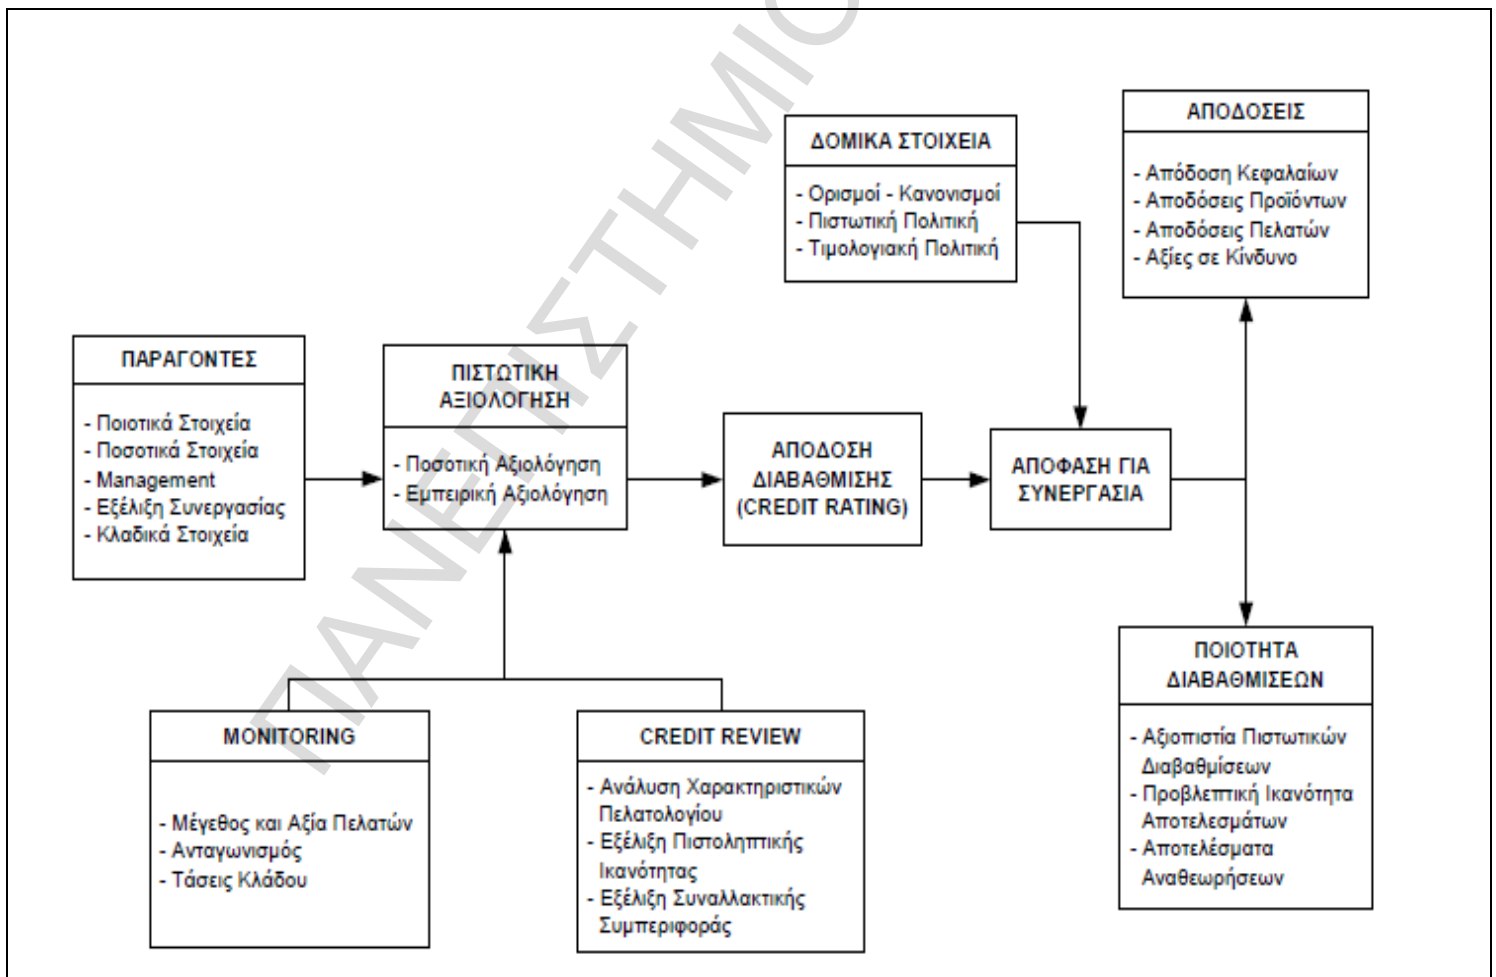 ΠΑΝΕΠΙΣΤΗΜΙΟ
ΠΑΡΑΓΟΝΤΕΣ
- Ποιοτικά Στοιχεία
- Ποσοτικά Στοιχεία
- Management
- Εξέλιξη Συνεργασίας
- Κλαδικά Στοιχεία
ΠΙΣΤΩΤΙΚΗ
ΑΞΙΟΛΟΓΗΣΗ
- Ποσοτική Αξιολόγηση
- Εμπειρική Αξιολόγηση
MONITORING
- Μέγεθος και Αξία Πελατών
- Ανταγωνισμός
- Τάσεις Κλάδου
CREDIT REVIEW
- Ανάλυση Χαρακτηριστικών
Πελατολογίου
- Εξέλιξη Πιστοληπτικής
Ικανότητας
- Εξέλιξη Συναλλακτικής
Συμπεριφοράς
ΑΠΟΔΟΣΗ
ΔΙΑΒΑΘΜΙΣΗΣ
(CREDIT RATING)
ΔΟΜΙΚΑ ΣΤΟΙΧΕΙΑ
- Ορισμοί - Κανονισμοί
- Πιστωτική Πολιτική
- Τιμολογιακή Πολιτική
ΑΠΟΦΑΣΗ ΓΙΑ
ΣΥΝΕΡΓΑΣΙΑ
ΑΠΟΔΟΣΕΙΣ
- Απόδοση Κεφαλαίων
- Αποδόσεις Προϊόντων
- Αποδόσεις Πελατών
- Αξίες σε Κίνδυνο
ΠΟΙΟΤΗΤΑ
ΔΙΑΒΑΘΜΙΣΕΩΝ
- Αξιοπιστία Πιστωτικών
Διαβαθμίσεων
- Προβλεπτική Ικανότητα
Αποτελεσμάτων
- Αποτελέσματα
Αναθεωρήσεων